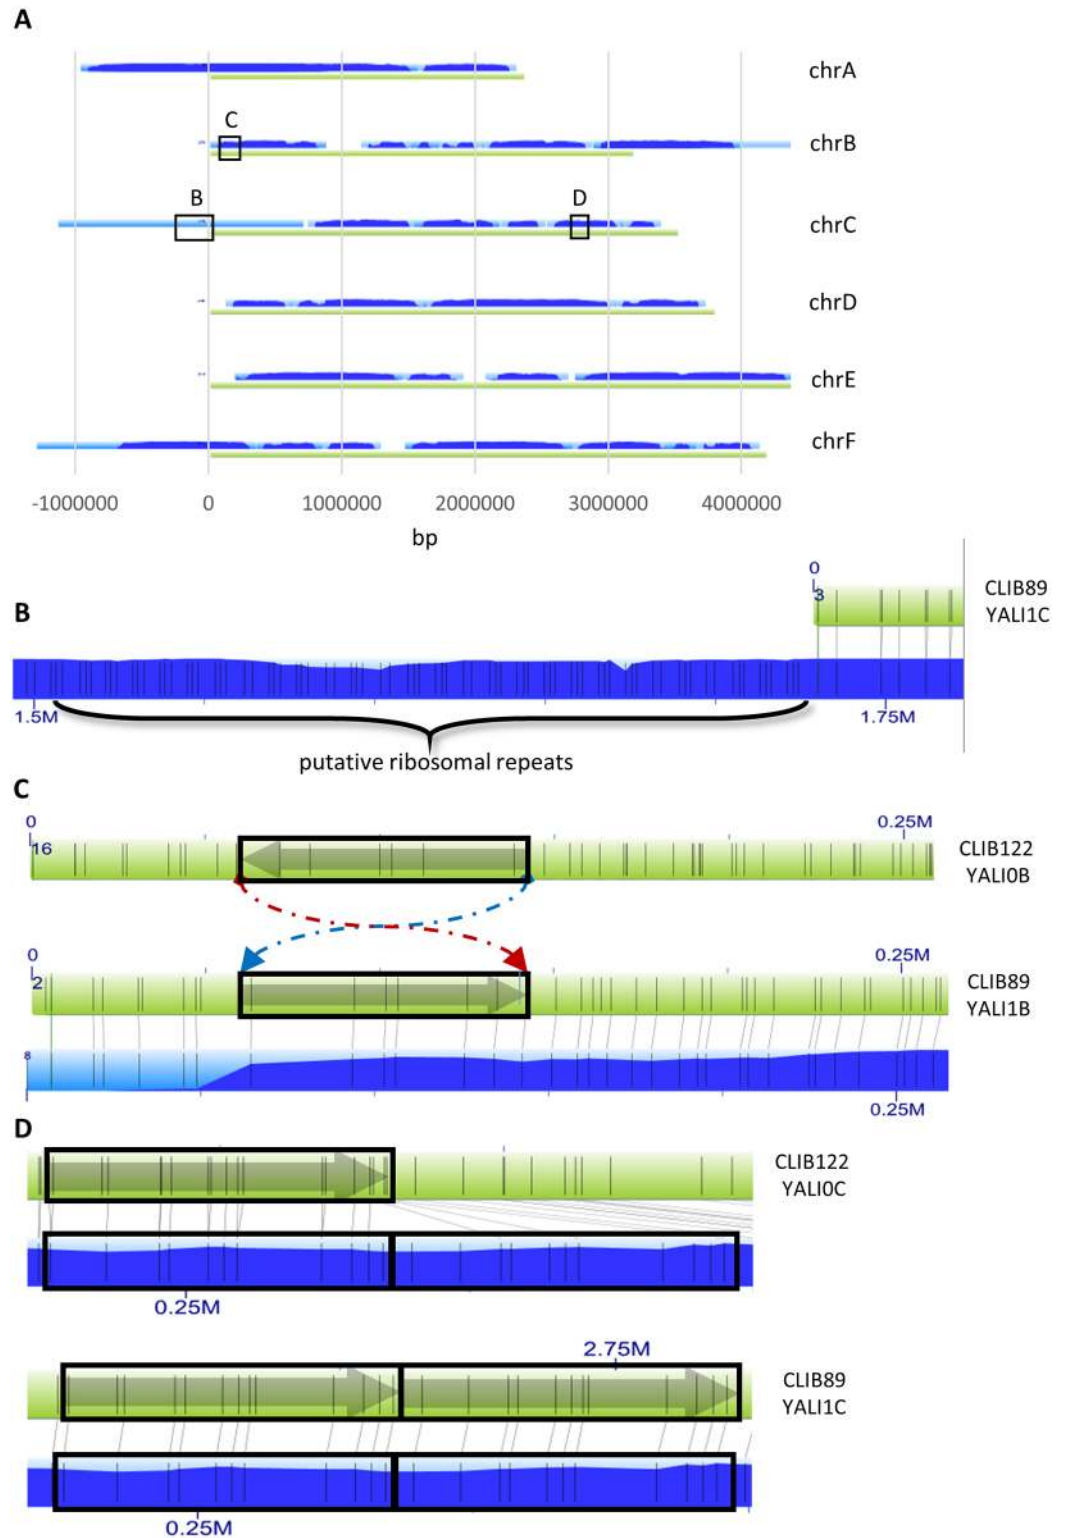 A
chrA
C
chrB
B
D
chrC
chrD
chrE
chrF
-1000000 0 1000000 2000000 3000000 4000000
bp
B
0
3
CLIB89
YALI1C
1.5M
1.75M
putative ribosomal repeats
C
0
0.25M
16
CLIB122
YALI0B
0
0.25M
2
CLIB89
YALI1B
8
0.25M
D
CLIB122
YALI0C
0.25M
2.75M
CLIB89
YALI1C
0.25M